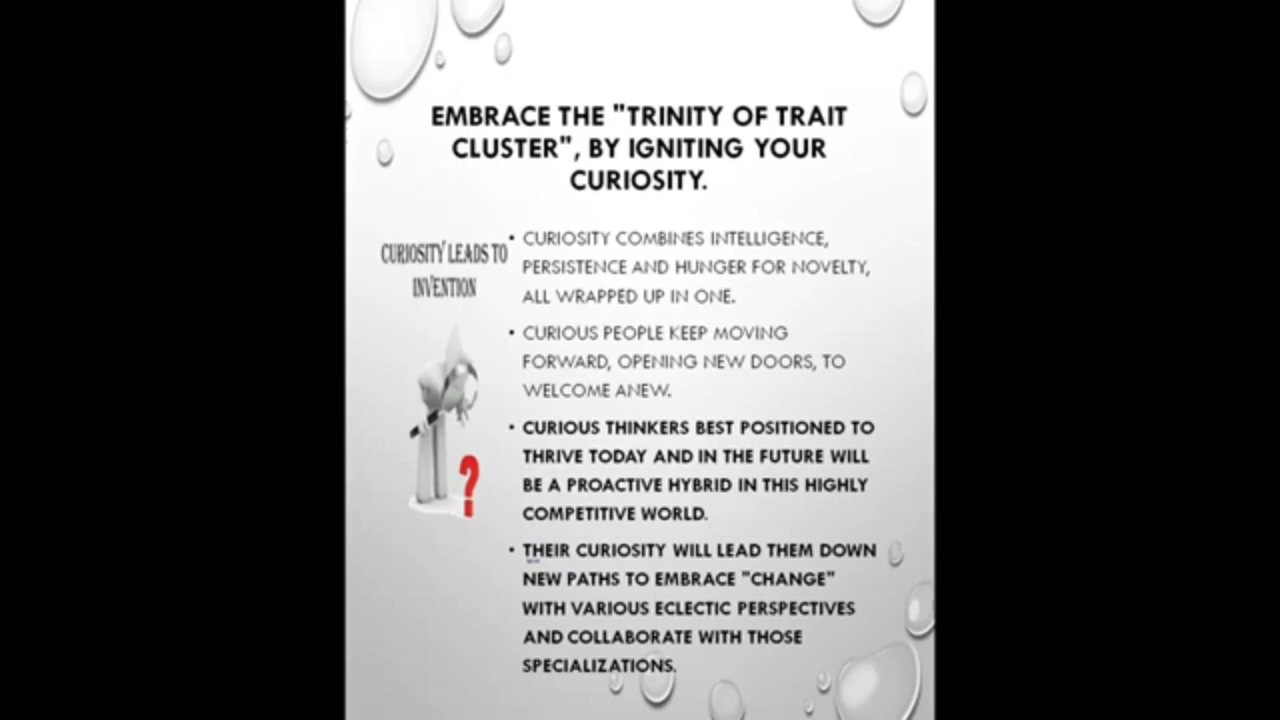 EMBRACE THE "TRINITY OF TRAIT
CLUSTER", BY IGNITING YOUR
CURIOSITY.
CURIOSITY LEADS TO
INVENTION
• CURIOSITY COMBINES INTELLIGENCE,
PERSISTENCE AND HUNGER FOR NOVELTY,
ALL WRAPPED UP IN ONE.
• CURIOUS PEOPLE KEEP MOVING
FORWARD, OPENING NEW DOORS, TO
WELCOME ANEW.
• CURIOUS THINKERS BEST POSITIONED TO
THRIVE TODAY AND IN THE FUTURE WILL
BE A PROACTIVE HYBRID IN THIS HIGHLY
COMPETITIVE WORLD.
• THEIR CURIOSITY WILL LEAD THEM DOWN
NEW PATHS TO EMBRACE "CHANGE"
WITH VARIOUS ECLECTIC PERSPECTIVES
AND COLLABORATE WITH THOSE
SPECIALIZATIONS.
?